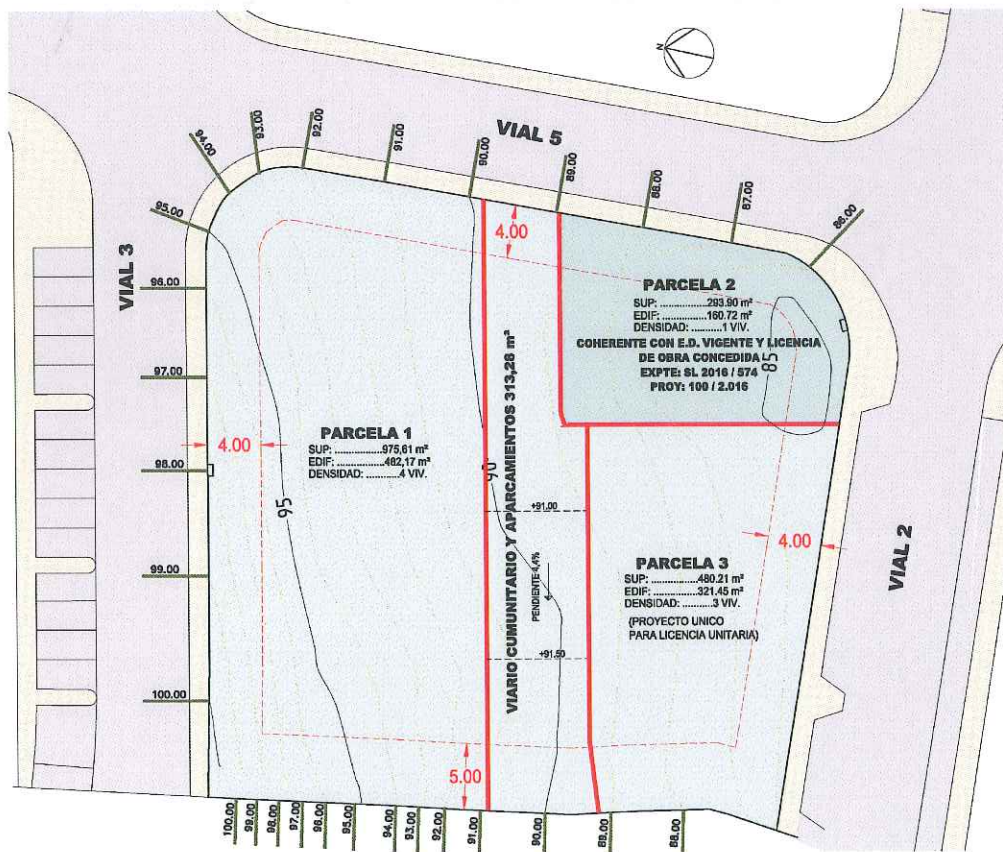 N
VIAL 5
94.00
93.00
92.00
91.00
90.00
89.00
88.00
87.00
86.00
95.00
96.00
97.00
98.00
99.00
100.00
VIAL 3
4.00
PARCELA 2
SUP: ..................293.90 m²
EDIF: .................160.72 m²
DENSIDAD: ...........1 VIV.
COHERENTE CON E.D. VIGENTE Y LICENCIA
DE OBRA CONCEDIDA
EXPTE: SL 2016 / 574
PROY: 100 / 2.016
85
VIARIO CUMUNITARIO Y APARCAMIENTOS 313,28 m²
PARCELA 1
SUP: ..................975,61 m²
EDIF: .................482,17 m²
DENSIDAD: ............4 VIV.
4.00
95
90
+91.00
PENDIENTE 4,4%
+91.50
PARCELA 3
SUP: ..................480.21 m²
EDIF: .................321.45 m²
DENSIDAD: ............3 VIV.
(PROYECTO UNICO
PARA LICENCIA UNITARIA)
4.00
VIAL 2
5.00
100.00
99.00
98.00
97.00
96.00
95.00
94.00
93.00
92.00
91.00
90.00
89.00
88.00